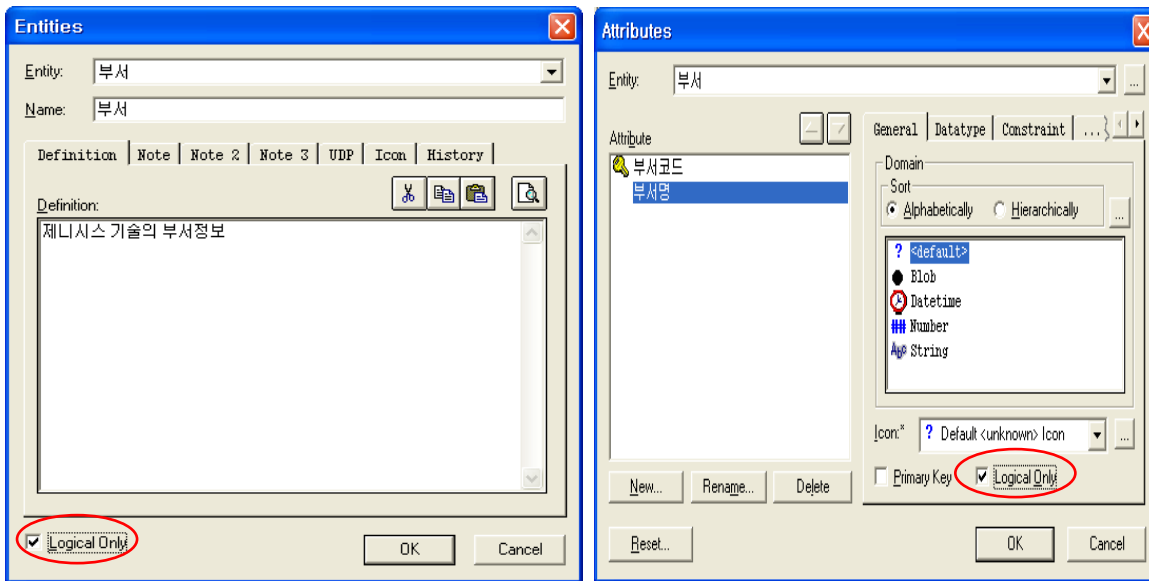 Entities
Entity: 부서
Name: 부서
Definition Note Note 2 Note 3 UDP Icon History
Definition:
제니시스 기술의 부서정보
Logical Only
OK Cancel
Attributes
Entity: 부서 ...
Attribute
부서코드
부서명
New... Rename... Delete
General Datatype Constraint ...
Domain
Sort
Alphabetically Hierarchically ...
<default>
Blob
Datetime
Number
String
Icon:* ? Default <unknown> Icon ...
Primary Key Logical Only
Reset... OK Cancel